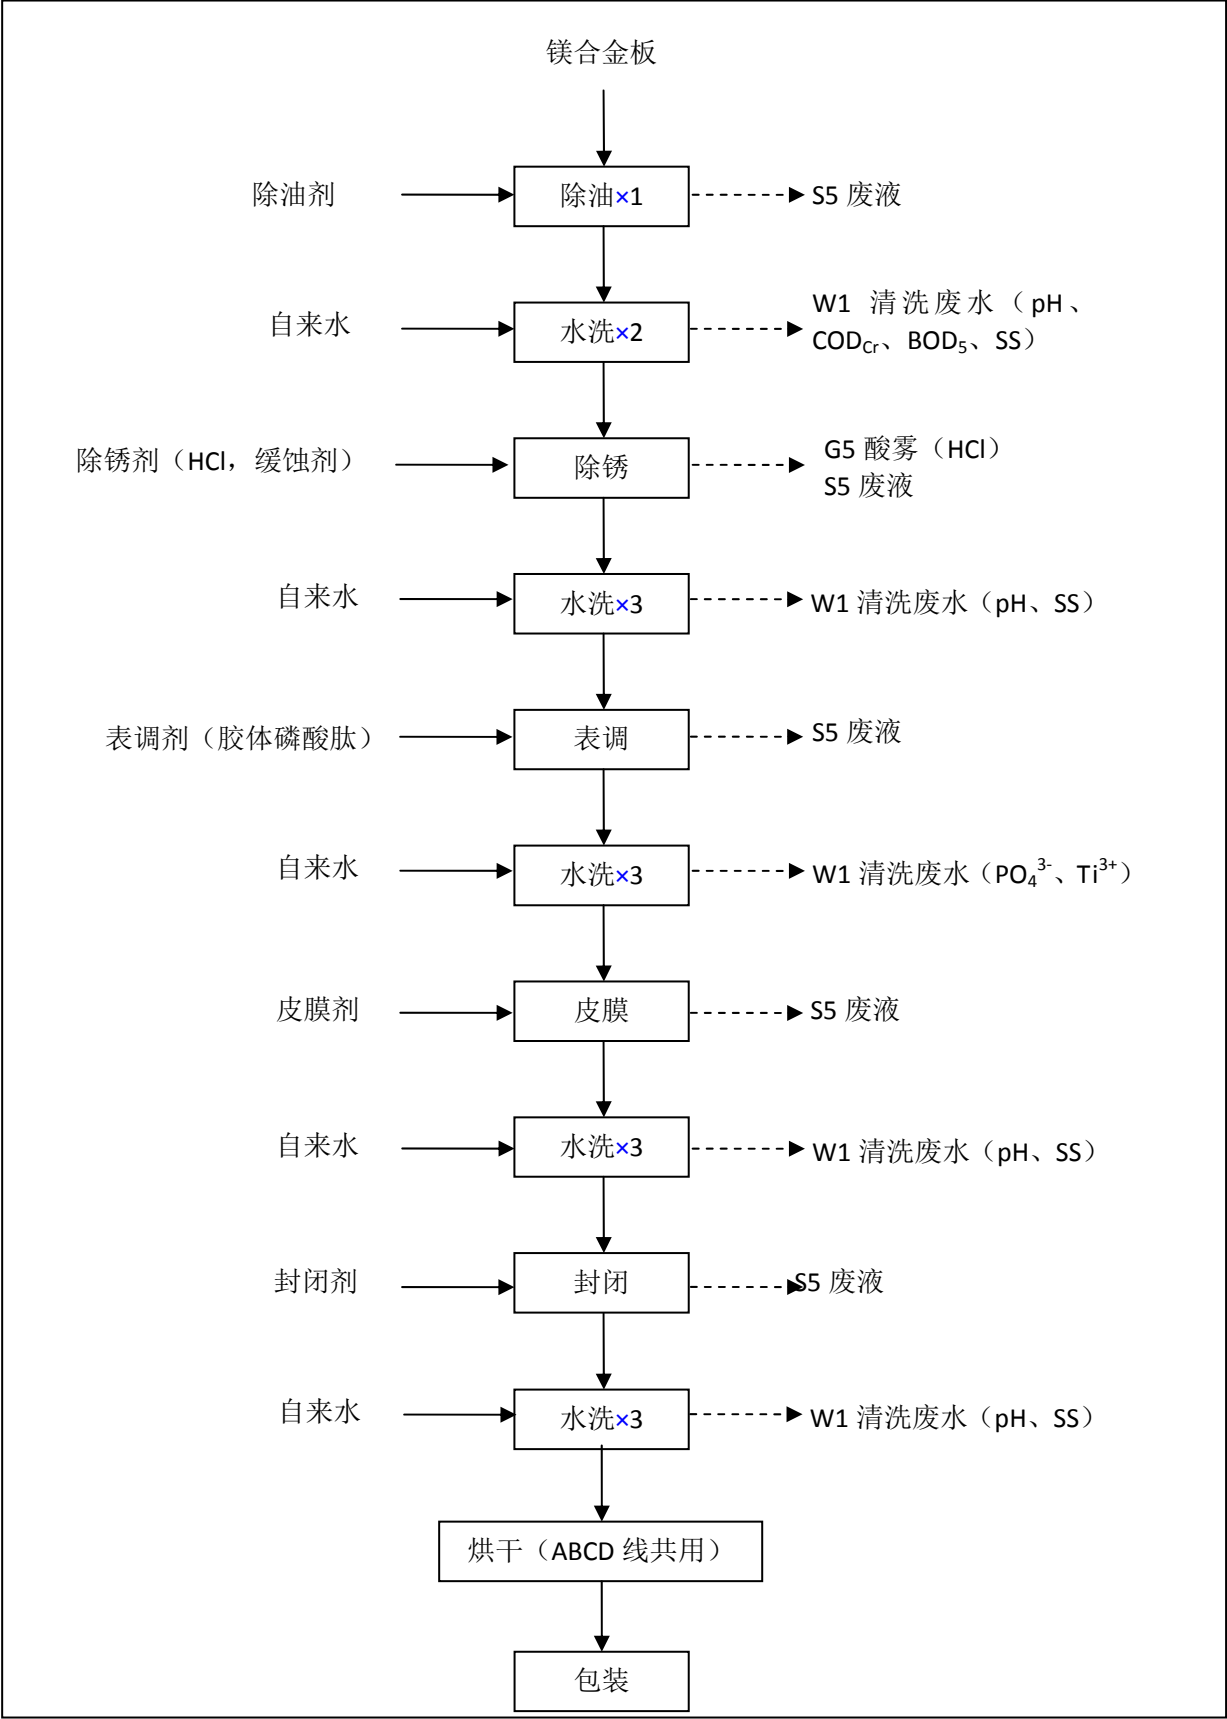 镁合金板
除油剂
除油×1
S5 废液
自来水
水洗×2
W1 清洗废水（pH、
COD_Cr、BOD_5、SS）
除锈剂（HCl，缓蚀剂）
除锈
G5 酸雾（HCl）
S5 废液
自来水
水洗×3
W1 清洗废水（pH、SS）
表调剂（胶体磷酸肽）
表调
S5 废液
自来水
水洗×3
W1 清洗废水（PO₄³⁻、Ti³⁺）
皮膜剂
皮膜
S5 废液
自来水
水洗×3
W1 清洗废水（pH、SS）
封闭剂
封闭
S5 废液
自来水
水洗×3
W1 清洗废水（pH、SS）
烘干（ABCD 线共用）
包装